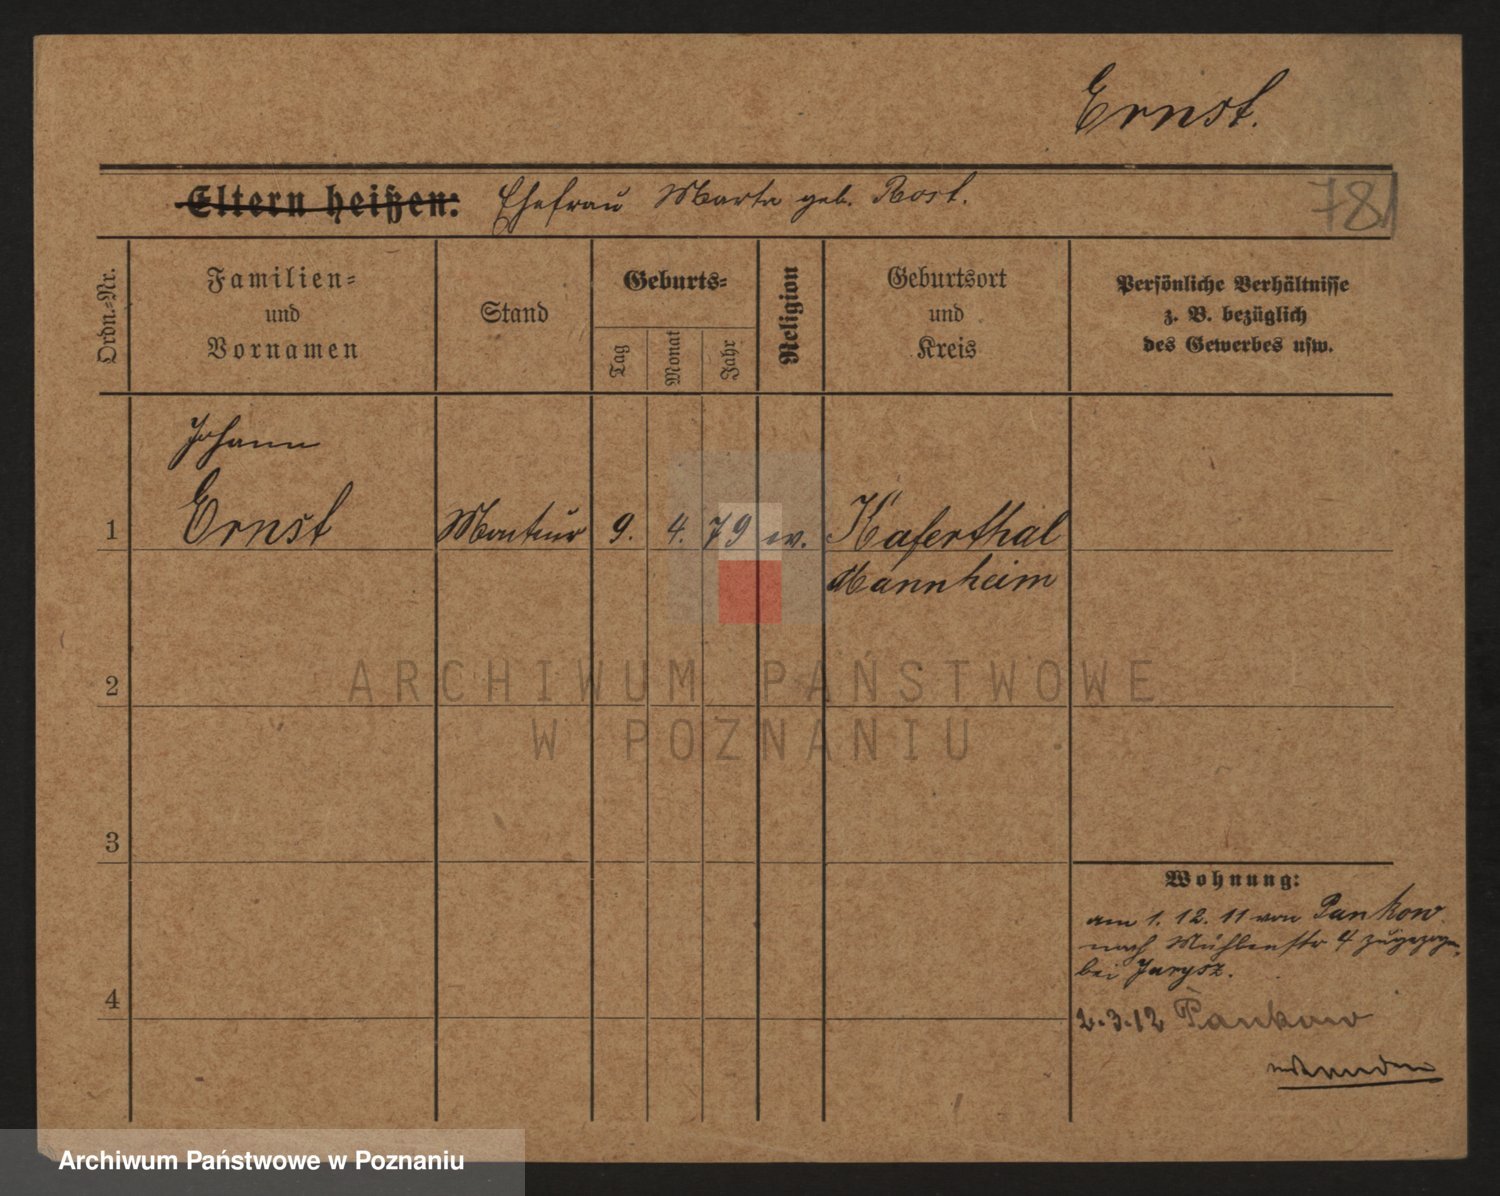 Ernst.
Eltern heißen: Ehefrau Marta geb. Rost.
781
Ordn.-Nr.
Familien-
und
Vornamen
Stand
Geburts-
Tag
Monat
Jahr
Religion
Geburtsort
und
Kreis
Persönliche Verhältnisse
z. B. bezüglich
des Gewerbes usw.
Johann
1 Ernst Monteur 9. 4. 79 ev. Kaferthal
Mannheim
2
ARCHIWUM PAŃSTWOWE
W POZNANIU
3
Wohnung:
am 1. 12. 11 von Pankow
nach Mühlenstr 4 zugezogen
bei Jarysz.
4
2.3.12 Pankow
Archiwum Państwowe w Poznaniu